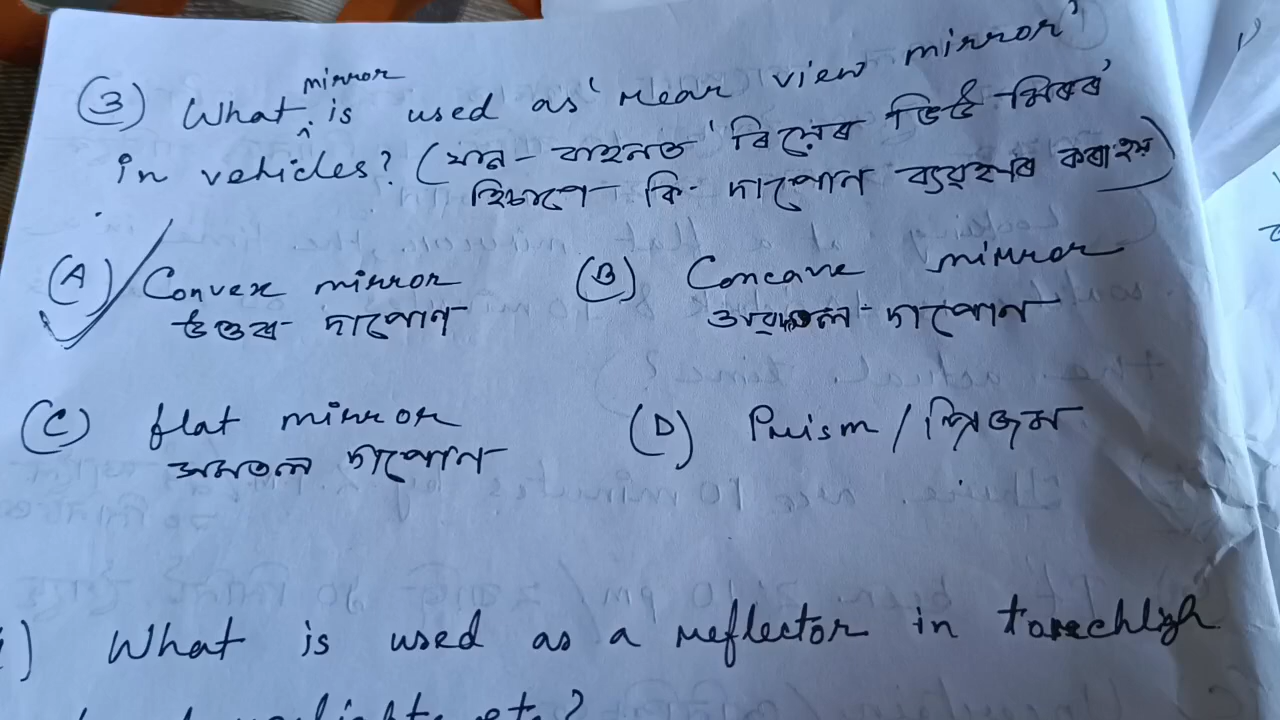 (3) What mirror is used as 'rear view mirror'
in vehicles? (যান-বাহনত 'ৰিয়েৰ ভিউ মিৰৰ'
হিচাপে কি দাপোন ব্যৱহাৰ কৰা হয়)
(A) Convex mirror (B) Concave mirror
উত্তল দাপোন অৱতল দাপোন
(C) flat mirror (D) Prism / প্ৰিজম
সমতল দাপোন
) What is used as a reflector in
etc?